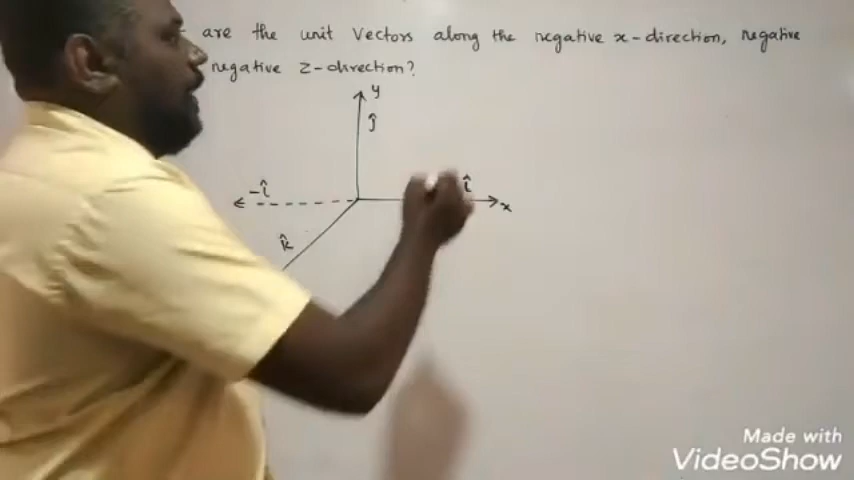 are the unit vectors along the negative x-direction, negative
negative z-direction?
y
ĵ
-î
î
x
k̂
Made with
VideoShow